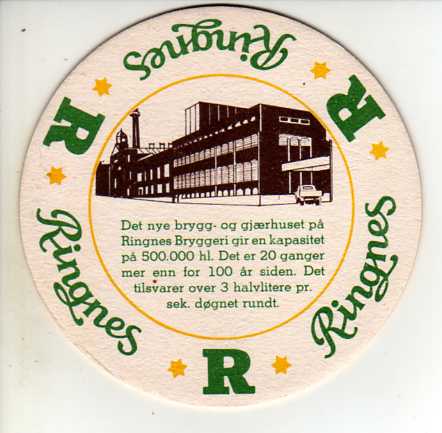 Ringnes
R
R
Det nye brygg- og gjærhuset på
Ringnes Bryggeri gir en kapasitet
på 500.000 hl. Det er 20 ganger
mer enn for 100 år siden. Det
tilsvarer over 3 halvlitere pr.
sek. døgnet rundt.
Ringnes
Ringnes
R